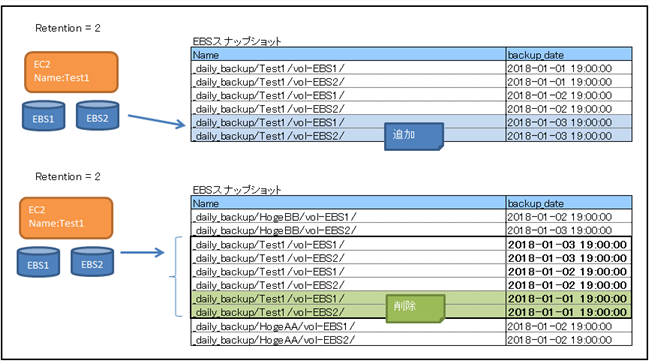 Retention = 2
EC2
Name:Test1
EBS1 EBS2
EBSスナップショット
Name backup_date
_daily_backup/Test1/vol-EBS1/ 2018-01-01 19:00:00
_daily_backup/Test1/vol-EBS2/ 2018-01-01 19:00:00
_daily_backup/Test1/vol-EBS1/ 2018-01-02 19:00:00
_daily_backup/Test1/vol-EBS2/ 2018-01-02 19:00:00
_daily_backup/Test1/vol-EBS1/ 2018-01-03 19:00:00
_daily_backup/Test1/vol-EBS2/ 2018-01-03 19:00:00
追加
Retention = 2
EC2
Name:Test1
EBS1 EBS2
EBSスナップショット
Name backup_date
_daily_backup/HogeBB/vol-EBS1/ 2018-01-02 19:00:00
_daily_backup/HogeBB/vol-EBS2/ 2018-01-03 19:00:00
_daily_backup/Test1/vol-EBS1/ 2018-01-03 19:00:00
_daily_backup/Test1/vol-EBS2/ 2018-01-03 19:00:00
_daily_backup/Test1/vol-EBS1/ 2018-01-02 19:00:00
_daily_backup/Test1/vol-EBS2/ 2018-01-02 19:00:00
_daily_backup/Test1/vol-EBS1/ 2018-01-01 19:00:00
_daily_backup/Test1/vol-EBS2/ 2018-01-01 19:00:00
削除
_daily_backup/HogeAA/vol-EBS1/ 2018-01-02 19:00:00
_daily_backup/HogeAA/vol-EBS2/ 2018-01-02 19:00:00